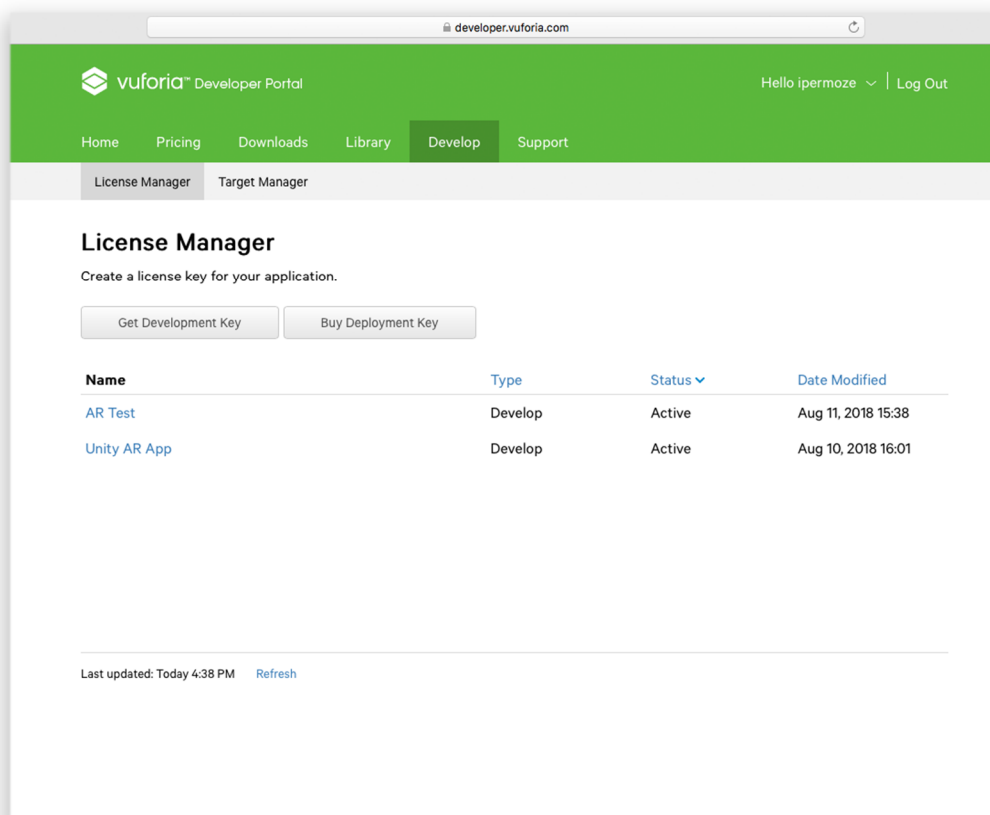 developer.vuforia.com
vuforia™ Developer Portal
Hello ipermoze
Log Out
Home Pricing Downloads Library Develop Support
License Manager Target Manager
License Manager
Create a license key for your application.
Get Development Key Buy Deployment Key
Name Type Status Date Modified
AR Test Develop Active Aug 11, 2018 15:38
Unity AR App Develop Active Aug 10, 2018 16:01
Last updated: Today 4:38 PM Refresh